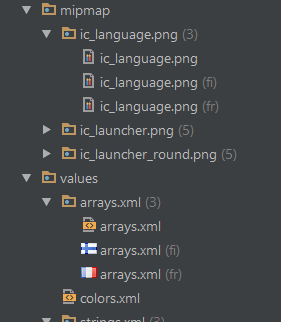 mipmap
ic_language.png (3)
ic_language.png
ic_language.png (fi)
ic_language.png (fr)
ic_launcher.png (5)
ic_launcher_round.png (5)
values
arrays.xml (3)
arrays.xml
arrays.xml (fi)
arrays.xml (fr)
colors.xml
strings.xml (3)